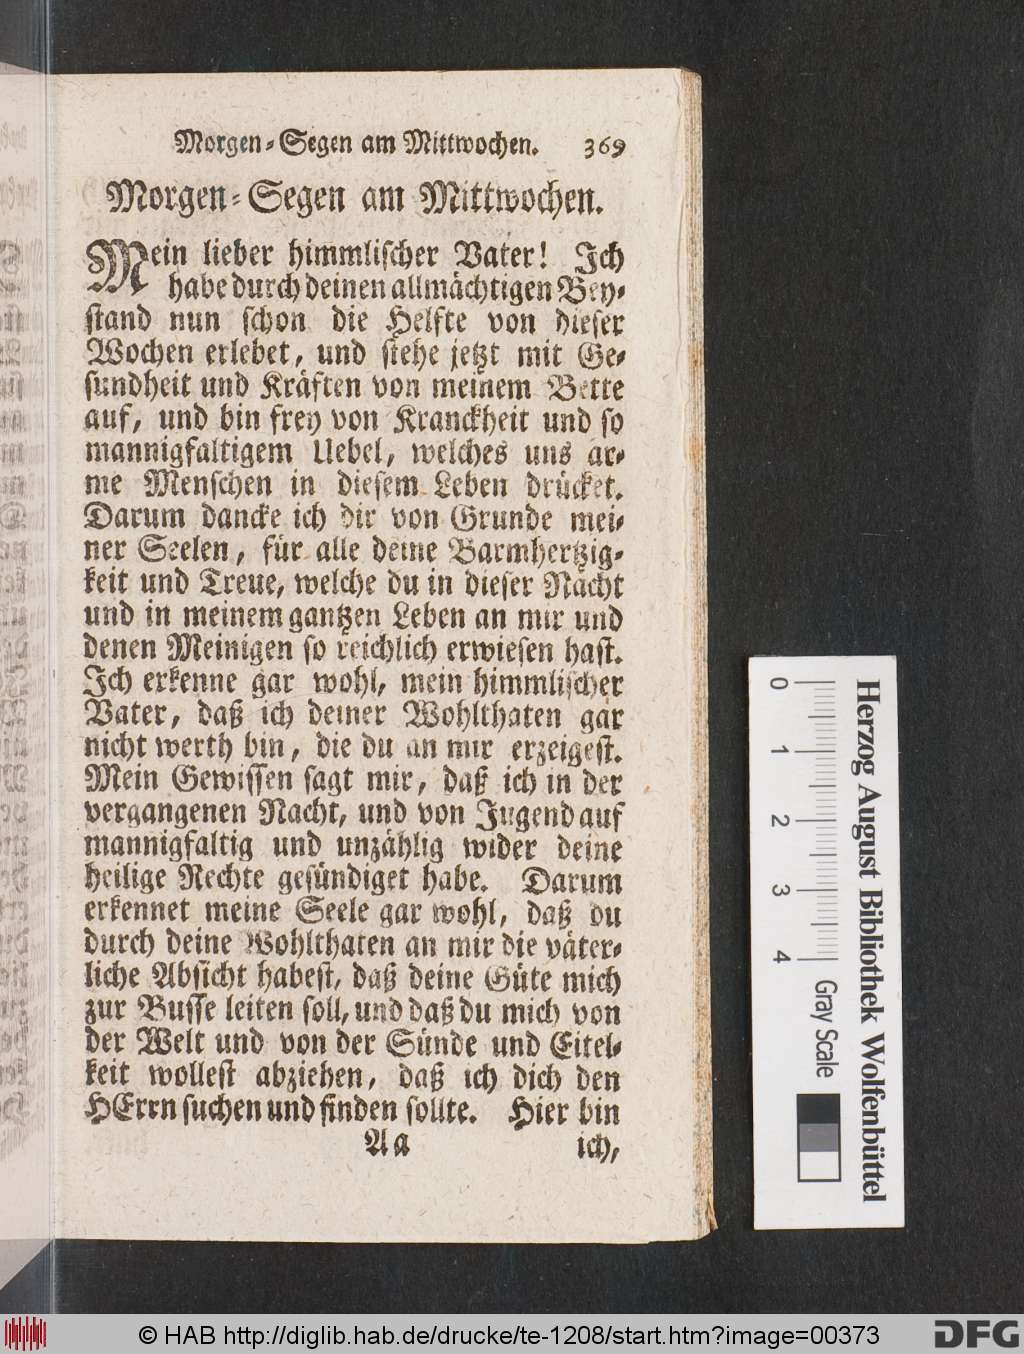 Morgen-Segen am Mittwochen. 369
Morgen-Segen am Mittwochen.
Mein lieber himmlischer Vater! Ich
habe durch deinen allmächtigen Bey-
stand nun schon die Helfte von dieser
Wochen erlebet, und stehe jetzt mit Ge-
sundheit und Kräften von meinem Bette
auf, und bin frey von Kranckheit und so
mannigfaltigem Uebel, welches uns ar-
me Menschen in diesem Leben drücket.
Darum dancke ich dir von Grunde mei-
ner Seelen, für alle deine Barmhertzig-
keit und Treue, welche du in dieser Nacht
und in meinem gantzen Leben an mir und
denen Meinigen so reichlich erwiesen hast.
Ich erkenne gar wohl, mein himmlischer
Vater, daß ich deiner Wohlthaten gar
nicht werth bin, die du an mir erzeigest.
Mein Gewissen sagt mir, daß ich in der
vergangenen Nacht, und von Jugend auf
mannigfaltig und unzählig wider deine
heilige Rechte gesündiget habe. Darum
erkennet meine Seele gar wohl, daß du
durch deine Wohlthaten an mir die väter-
liche Absicht habest, daß deine Güte mich
zur Busse leiten soll, und daß du mich von
der Welt und von der Sünde und Eitel-
keit wollest abziehen, daß ich dich den
HErrn suchen und finden sollte. Hier bin
Aa ich,
0 1 2 3 4 Gray Scale
Herzog August Bibliothek Wolfenbüttel
© HAB http://diglib.hab.de/drucke/te-1208/start.htm?image=00373
DFG